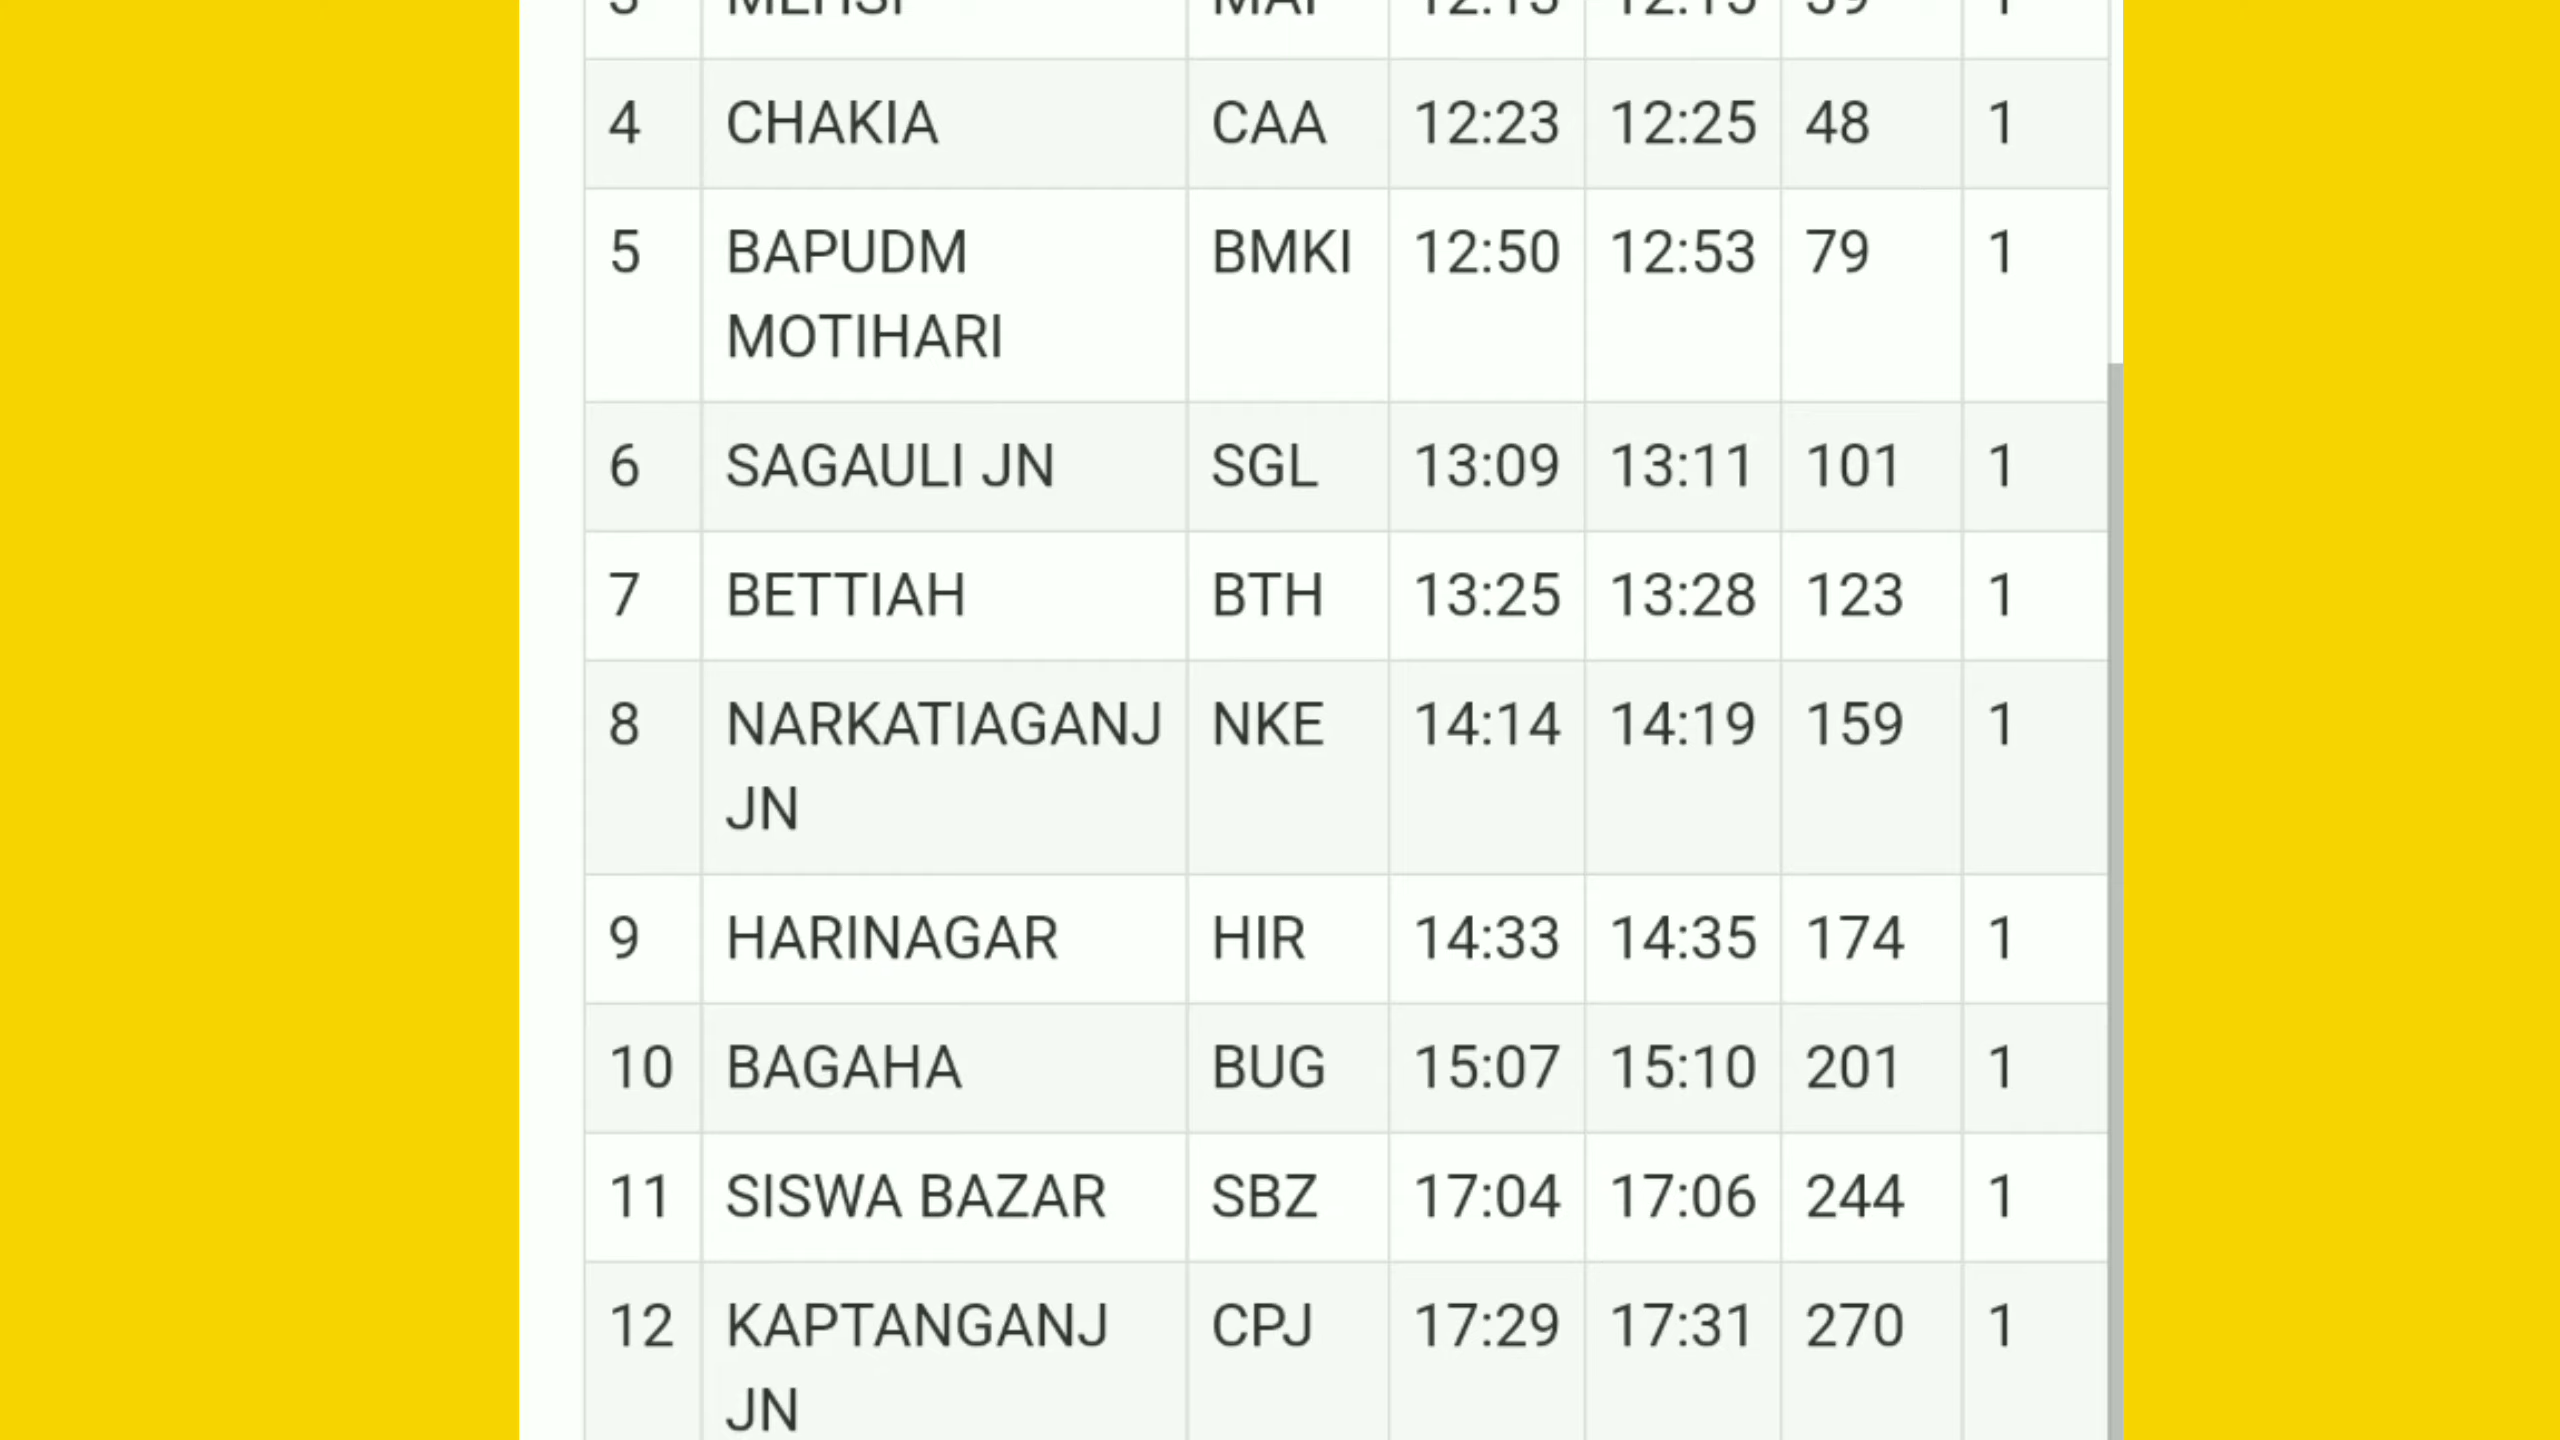 4 CHAKIA CAA 12:23 12:25 48 1
5 BAPUDM BMKI 12:50 12:53 79 1
MOTIHARI
6 SAGAULI JN SGL 13:09 13:11 101 1
7 BETTIAH BTH 13:25 13:28 123 1
8 NARKATIAGANJ NKE 14:14 14:19 159 1
JN
9 HARINAGAR HIR 14:33 14:35 174 1
10 BAGAHA BUG 15:07 15:10 201 1
11 SISWA BAZAR SBZ 17:04 17:06 244 1
12 KAPTANGANJ CPJ 17:29 17:31 270 1
JN